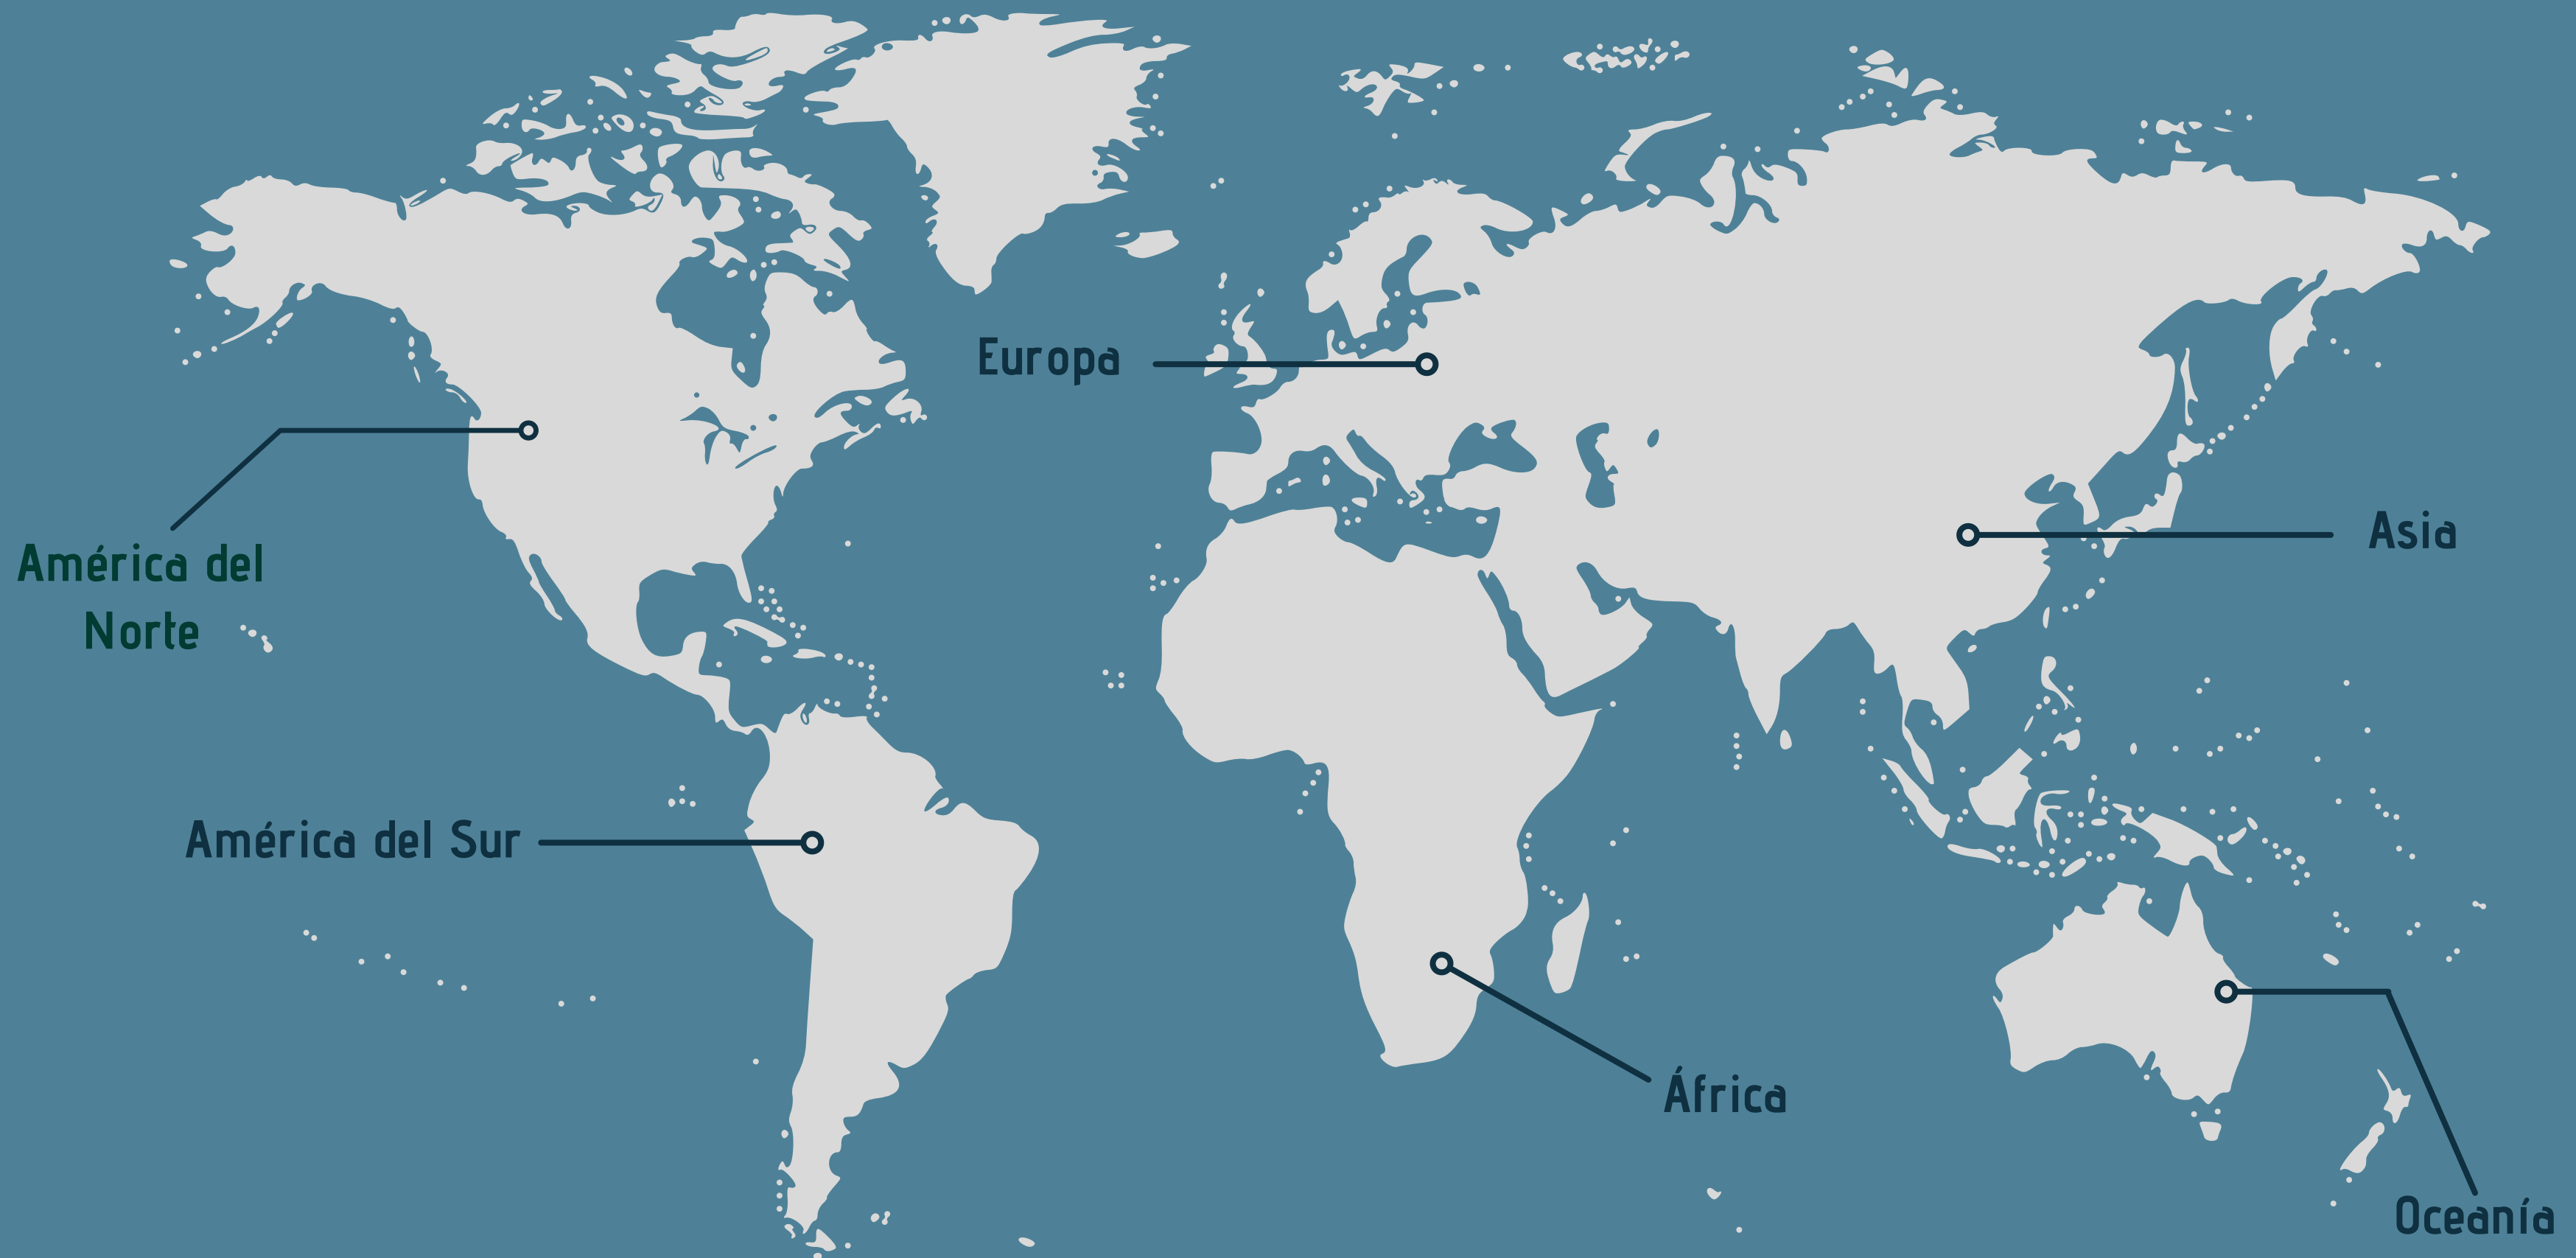 Europa
América del
Norte
Asia
América del Sur
África
Oceanía